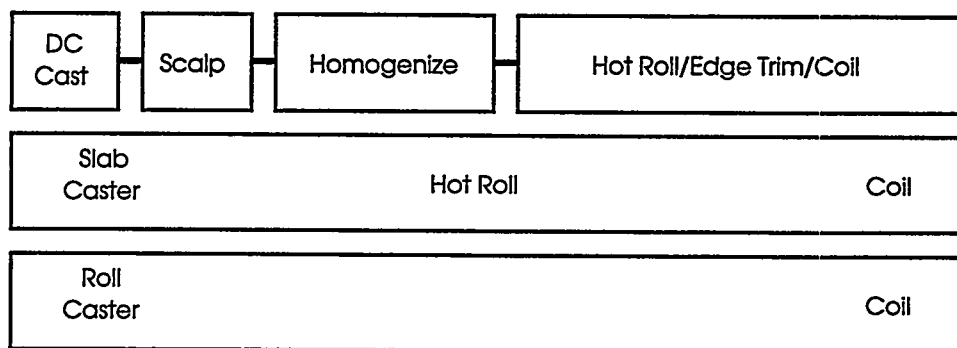 DC
Cast
Scalp
Homogenize
Hot Roll/Edge Trim/Coil
Slab
Caster
Hot Roll
Coil
Roll
Caster
Coil